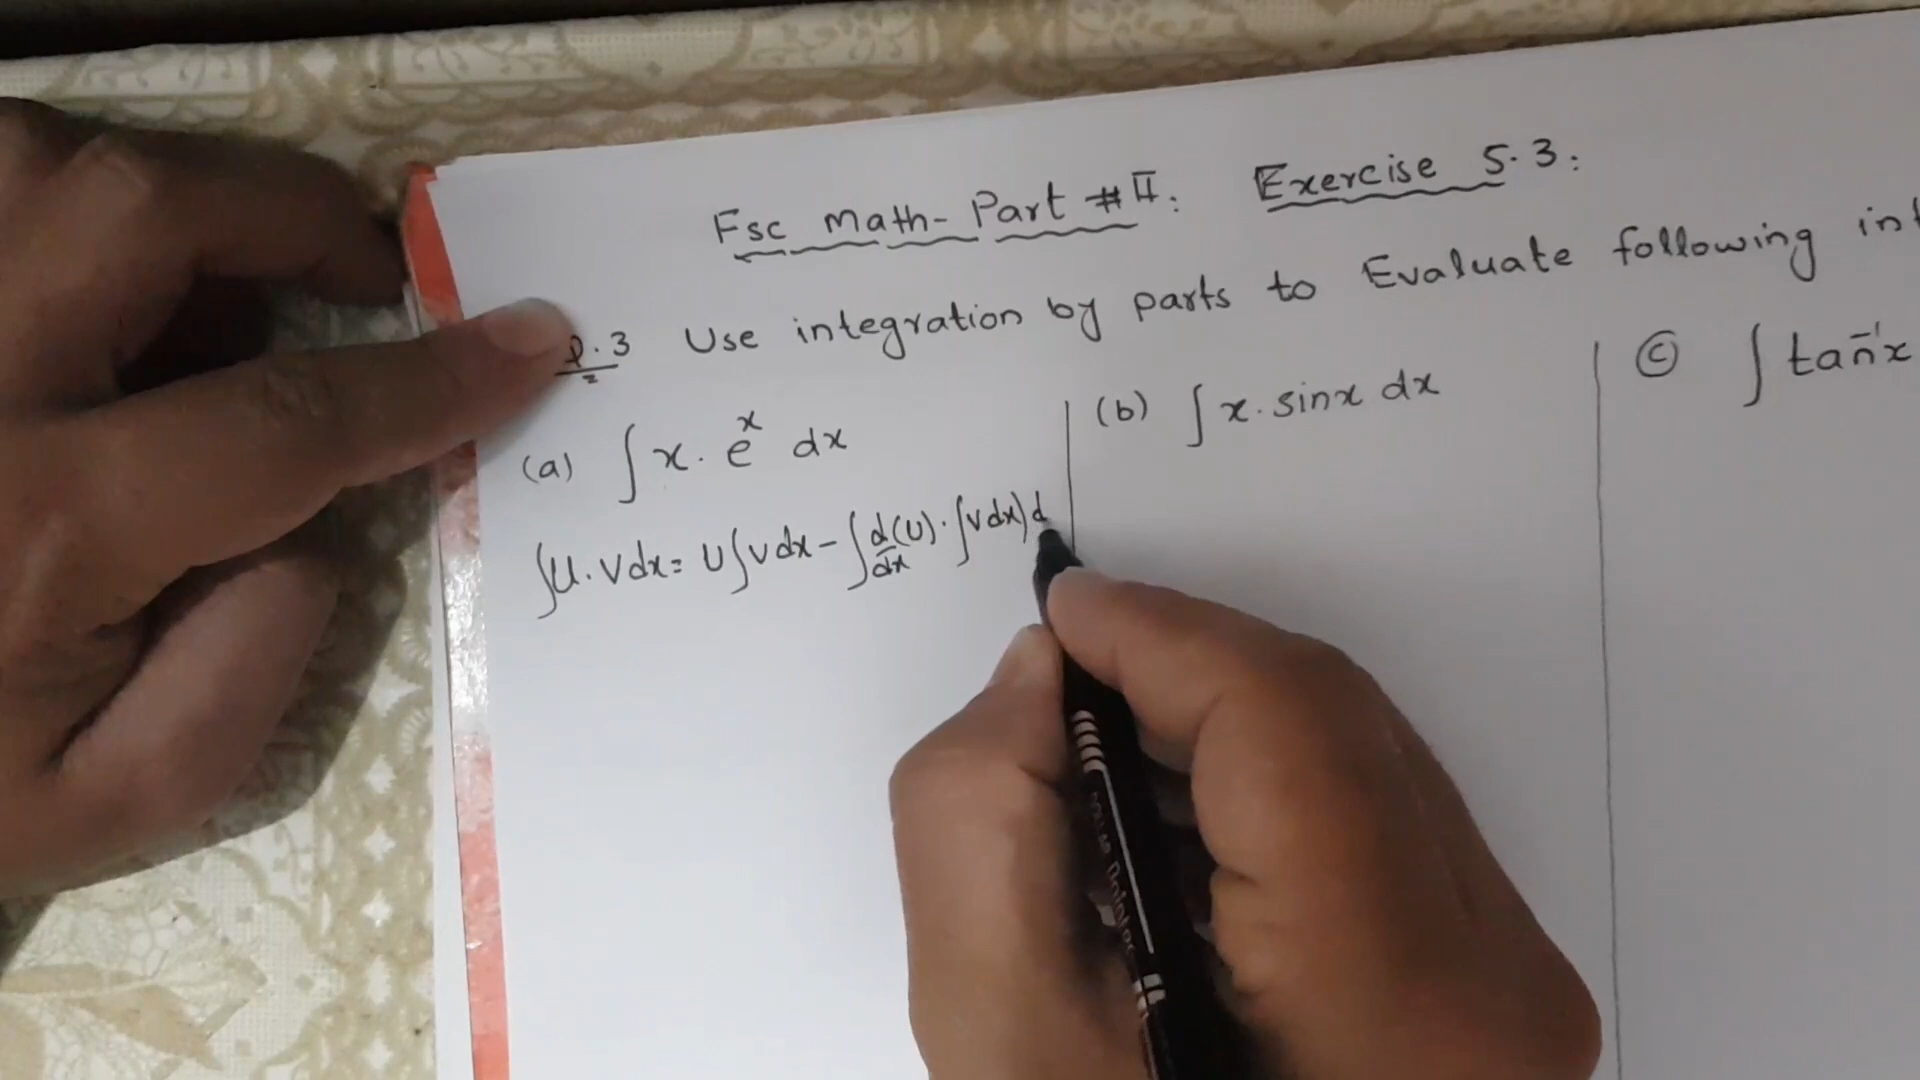 Fsc Math- Part # II: Exercise 5.3:
Q.3 Use integration by parts to Evaluate following
(a) ∫ x. eˣ dx
(b) ∫ x. sinx dx
(c) ∫ tan⁻¹x
∫U.Vdx = U∫Vdx - ∫d/dx(U).∫Vdx) d